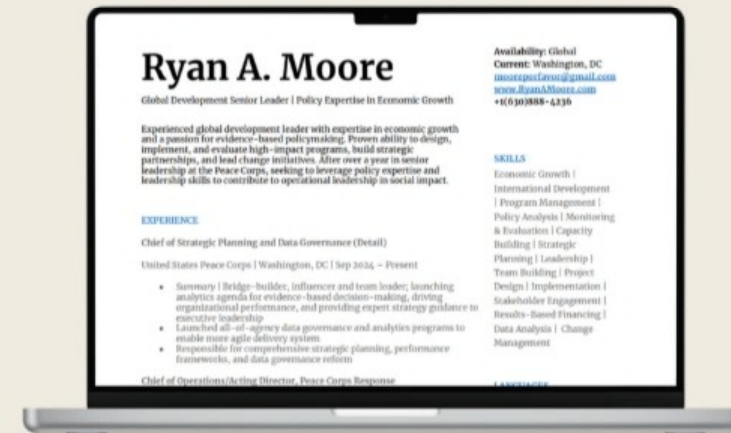 Ryan A. Moore
Global Development Senior Leader | Policy Expertise in Economic Growth
Experienced global development leader with expertise in economic growth
and a passion for evidence-based policymaking. Proven ability to design,
implement, and evaluate high-impact programs, build strategic
partnerships, and lead change initiatives. After over a year in senior
leadership at the Peace Corps, seeking to leverage policy expertise and
leadership skills to contribute to operational leadership in social impact.
EXPERIENCE
Chief of Strategic Planning and Data Governance (Detail)
United States Peace Corps | Washington, DC | Sep 2024 – Present
• Summary | Bridge-builder, influencer and team leader; launching
analytics agenda for evidence-based decision-making, driving
organizational performance, and providing expert strategy guidance to
executive leadership
• Launched all-of-agency data governance and analytics programs to
enable more agile delivery system
• Responsible for comprehensive strategic planning, performance
frameworks, and data governance reform
Chief of Operations/Acting Director, Peace Corps Response
Availability: Global
Current: Washington, DC
mooreporfavor@gmail.com
www.RyanAMoore.com
+1(630)888-4236
SKILLS
Economic Growth |
International Development
| Program Management |
Policy Analysis | Monitoring
& Evaluation | Capacity
Building | Strategic
Planning | Leadership |
Team Building | Project
Design | Implementation |
Stakeholder Engagement |
Results-Based Financing |
Data Analysis | Change
Management
LANGUAGES